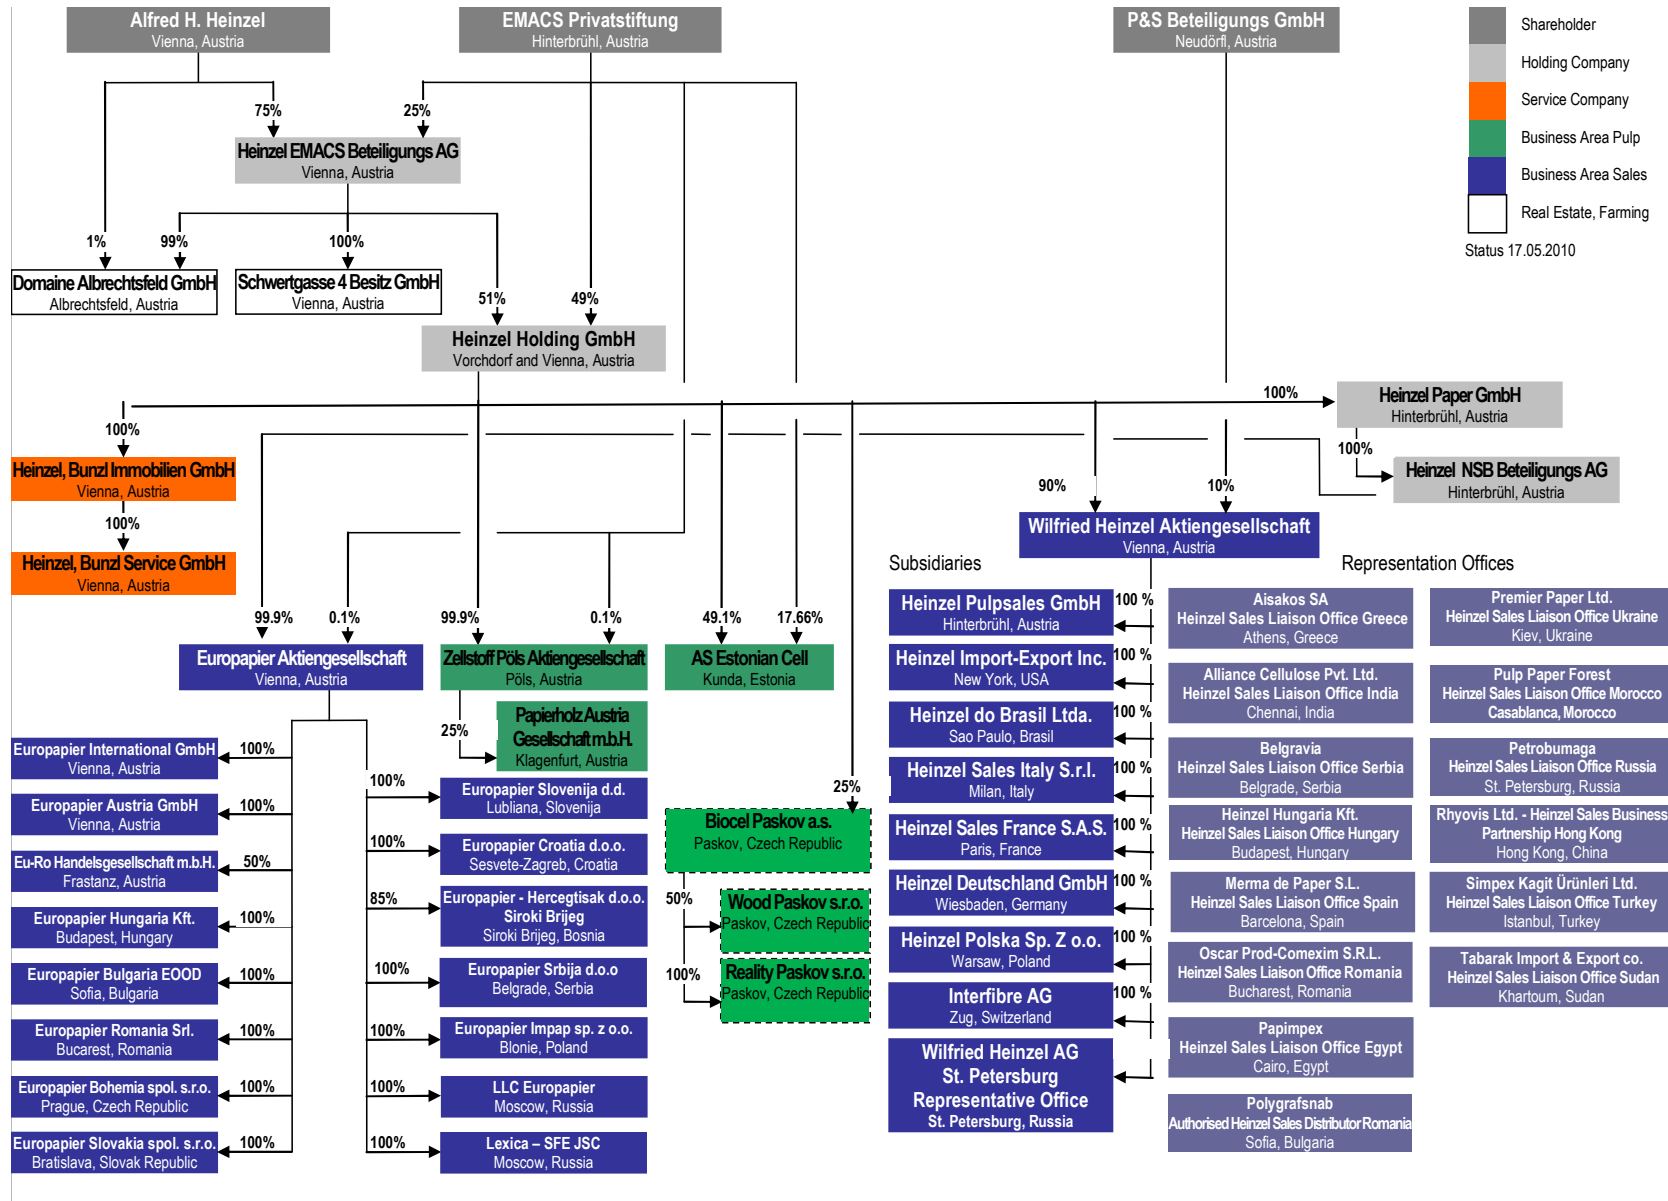 Alfred H. Heinzel
Vienna, Austria
EMACS Privatstiftung
Hinterbrühl, Austria
P&S Beteiligungs GmbH
Neudörfl, Austria
Shareholder
Holding Company
Service Company
Business Area Pulp
Business Area Sales
Real Estate, Farming
Status 17.05.2010
75%
25%
Heinzel EMACS Beteiligungs AG
Vienna, Austria
1%
99%
100%
Domaine Albrechtsfeld GmbH
Albrechtsfeld, Austria
Schwertgasse 4 Besitz GmbH
Vienna, Austria
51%
49%
Heinzel Holding GmbH
Vorchdorf and Vienna, Austria
100%
Heinzel Paper GmbH
Hinterbrühl, Austria
100%
Heinzel NSB Beteiligungs AG
Hinterbrühl, Austria
100%
Heinzel, Bunzl Immobilien GmbH
Vienna, Austria
100%
Heinzel, Bunzl Service GmbH
Vienna, Austria
90%
10%
Wilfried Heinzel Aktiengesellschaft
Vienna, Austria
99.9%
0.1%
99.9%
0.1%
49.1%
17.66%
Europapier Aktiengesellschaft
Vienna, Austria
Zellstoff Pöls Aktiengesellschaft
Pöls, Austria
AS Estonian Cell
Kunda, Estonia
25%
Papierholz Austria
Gesellschaft m.b.H.
Klagenfurt, Austria
Europapier International GmbH
Vienna, Austria
100%
Europapier Austria GmbH
Vienna, Austria
100%
Eu-Ro Handelsgesellschaft m.b.H.
Frastanz, Austria
50%
Europapier Hungaria Kft.
Budapest, Hungary
100%
Europapier Bulgaria EOOD
Sofia, Bulgaria
100%
Europapier Romania Srl.
Bucarest, Romania
100%
Europapier Bohemia spol. s.r.o.
Prague, Czech Republic
100%
Europapier Slovakia spol. s.r.o.
Bratislava, Slovak Republic
100%
100%
Europapier Slovenija d.d.
Lubliana, Slovenija
100%
Europapier Croatia d.o.o.
Sesvete-Zagreb, Croatia
85%
Europapier - Hercegtisak d.o.o.
Siroki Brijeg
Siroki Brijeg, Bosnia
100%
Europapier Srbija d.o.o
Belgrade, Serbia
100%
Europapier Impap sp. z o.o.
Blonie, Poland
100%
LLC Europapier
Moscow, Russia
100%
Lexica – SFE JSC
Moscow, Russia
25%
Biocel Paskov a.s.
Paskov, Czech Republic
50%
Wood Paskov s.r.o.
Paskov, Czech Republic
100%
Reality Paskov s.r.o.
Paskov, Czech Republic
Subsidiaries
Heinzel Pulpsales GmbH
Hinterbrühl, Austria
100 %
Heinzel Import-Export Inc.
New York, USA
100 %
Heinzel do Brasil Ltda.
Sao Paulo, Brasil
100 %
Heinzel Sales Italy S.r.l.
Milan, Italy
100 %
Heinzel Sales France S.A.S.
Paris, France
100 %
Heinzel Deutschland GmbH
Wiesbaden, Germany
100 %
Heinzel Polska Sp. Z o.o.
Warsaw, Poland
100 %
Interfibre AG
Zug, Switzerland
100 %
Wilfried Heinzel AG
St. Petersburg
Representative Office
St. Petersburg, Russia
Representation Offices
Aisakos SA
Heinzel Sales Liaison Office Greece
Athens, Greece
Alliance Cellulose Pvt. Ltd.
Heinzel Sales Liaison Office India
Chennai, India
Belgravia
Heinzel Sales Liaison Office Serbia
Belgrade, Serbia
Heinzel Hungaria Kft.
Heinzel Sales Liaison Office Hungary
Budapest, Hungary
Merma de Paper S.L.
Heinzel Sales Liaison Office Spain
Barcelona, Spain
Oscar Prod-Comexim S.R.L.
Heinzel Sales Liaison Office Romania
Bucharest, Romania
Papimpex
Heinzel Sales Liaison Office Egypt
Cairo, Egypt
Polygrafsnab
Authorised Heinzel Sales Distributor Romania
Sofia, Bulgaria
Premier Paper Ltd.
Heinzel Sales Liaison Office Ukraine
Kiev, Ukraine
Pulp Paper Forest
Heinzel Sales Liaison Office Morocco
Casablanca, Morocco
Petrobumaga
Heinzel Sales Liaison Office Russia
St. Petersburg, Russia
Rhyovis Ltd. - Heinzel Sales Business
Partnership Hong Kong
Hong Kong, China
Simpex Kagit Ürünleri Ltd.
Heinzel Sales Liaison Office Turkey
Istanbul, Turkey
Tabarak Import & Export co.
Heinzel Sales Liaison Office Sudan
Khartoum, Sudan